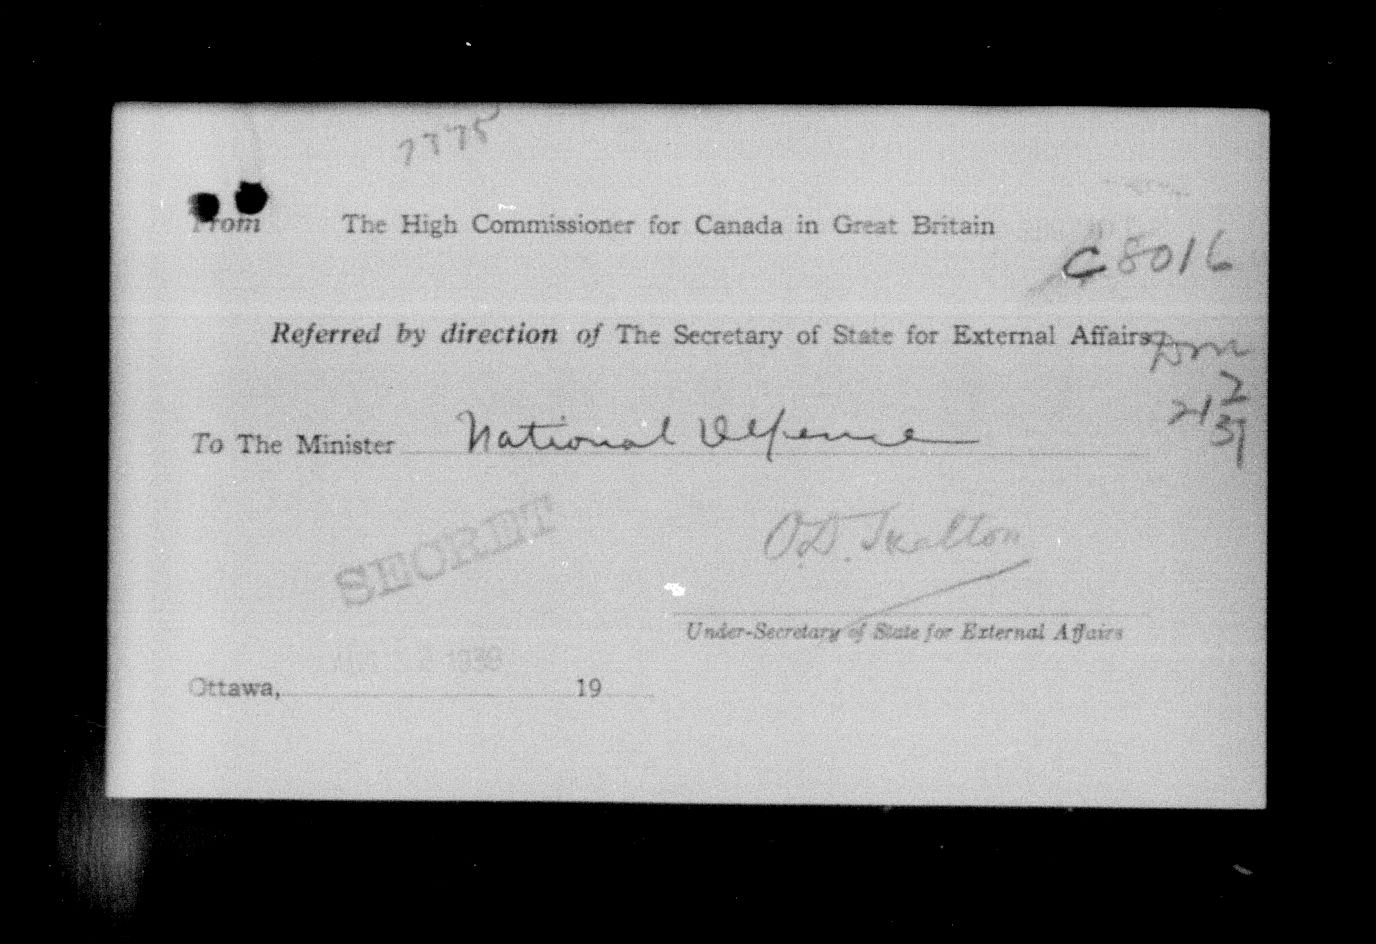 7775
From The High Commissioner for Canada in Great Britain
C 8016
Referred by direction of The Secretary of State for External Affairs
2
21
39
To The Minister National Defence
SECRET
O.D. Skelton
Under-Secretary of State for External Affairs
1939
Ottawa, 19